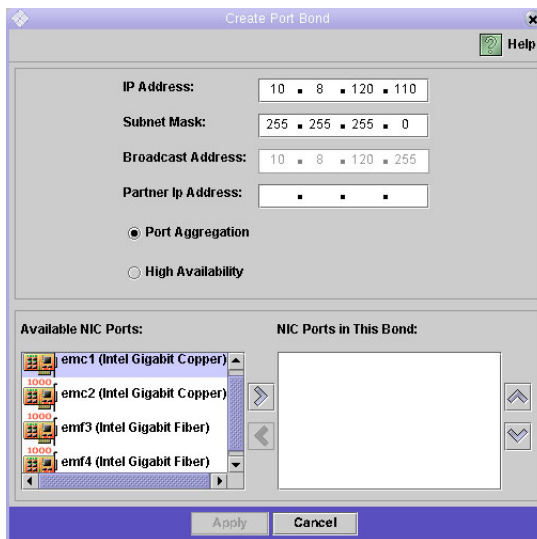 Create Port Bond
Help
IP Address: 10 . 8 . 120 . 110
Subnet Mask: 255 . 255 . 255 . 0
Broadcast Address: 10 . 8 . 120 . 255
Partner Ip Address: . . .
Port Aggregation
High Availability
Available NIC Ports: NIC Ports in This Bond:
emc1 (Intel Gigabit Copper)
1000
emc2 (Intel Gigabit Copper)
1000
emf3 (Intel Gigabit Fiber)
1000
emf4 (Intel Gigabit Fiber)
Apply Cancel